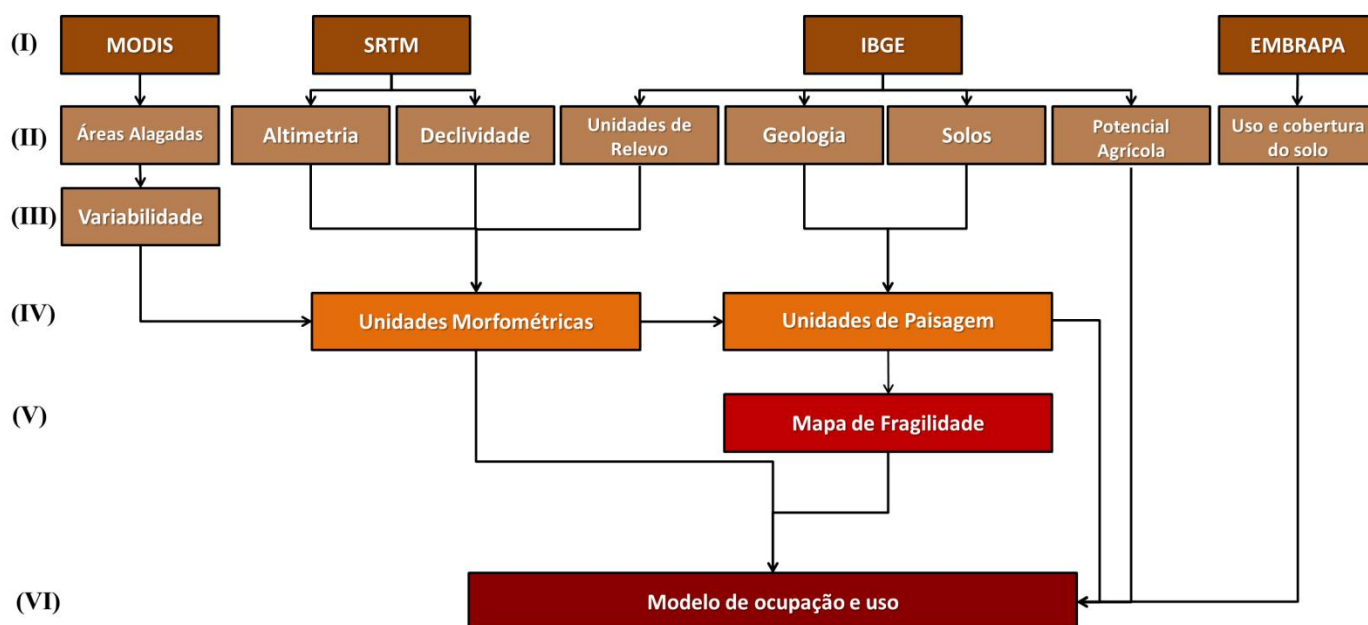 (I)
MODIS
SRTM
IBGE
EMBRAPA
(II)
Áreas Alagadas
Altimetria
Declividade
Unidades de
Relevo
Geologia
Solos
Potencial
Agrícola
Uso e cobertura
do solo
(III)
Variabilidade
(IV)
Unidades Morfométricas
Unidades de Paisagem
(V)
Mapa de Fragilidade
(VI)
Modelo de ocupação e uso